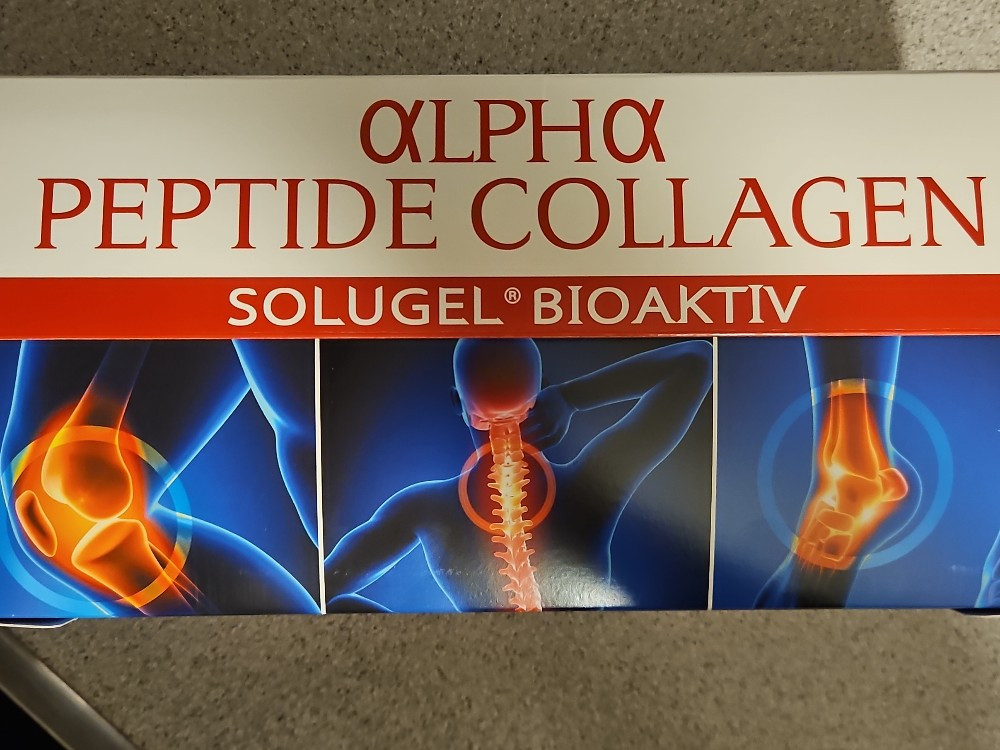 αLPHα
PEPTIDE COLLAGEN
SOLUGEL® BIOAKTIV